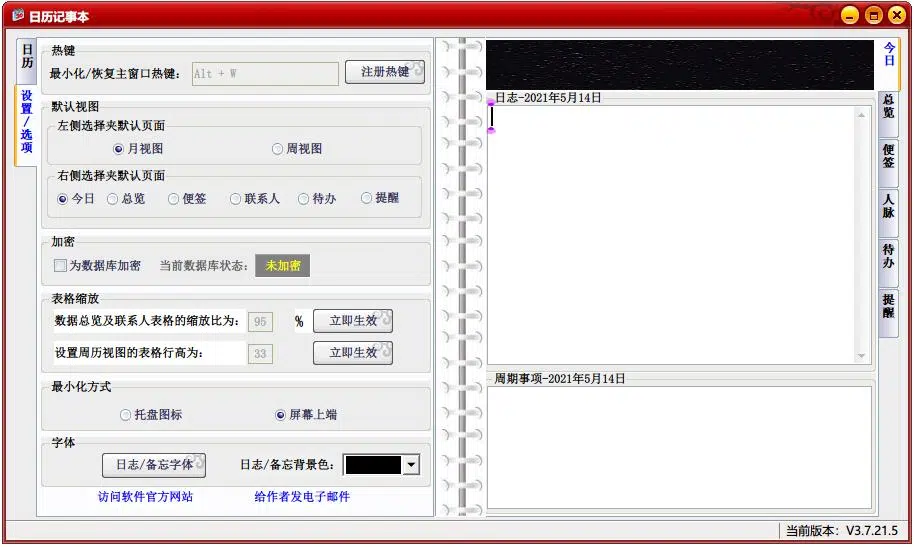 日历记事本
日历
设置/选项
热键
最小化/恢复主窗口热键：
Alt + W
注册热键
默认视图
左侧选择夹默认页面
月视图
周视图
右侧选择夹默认页面
今日
总览
便签
联系人
待办
提醒
加密
为数据库加密
当前数据库状态：
未加密
表格缩放
数据总览及联系人表格的缩放比为：
95
%
立即生效
设置周历视图的表格行高为：
33
立即生效
最小化方式
托盘图标
屏幕上端
字体
日志/备忘字体
日志/备忘背景色：
访问软件官方网站
给作者发电子邮件
日志-2021年5月14日
周期事项-2021年5月14日
今日
总览
便签
人脉
待办
提醒
当前版本：V3.7.21.5